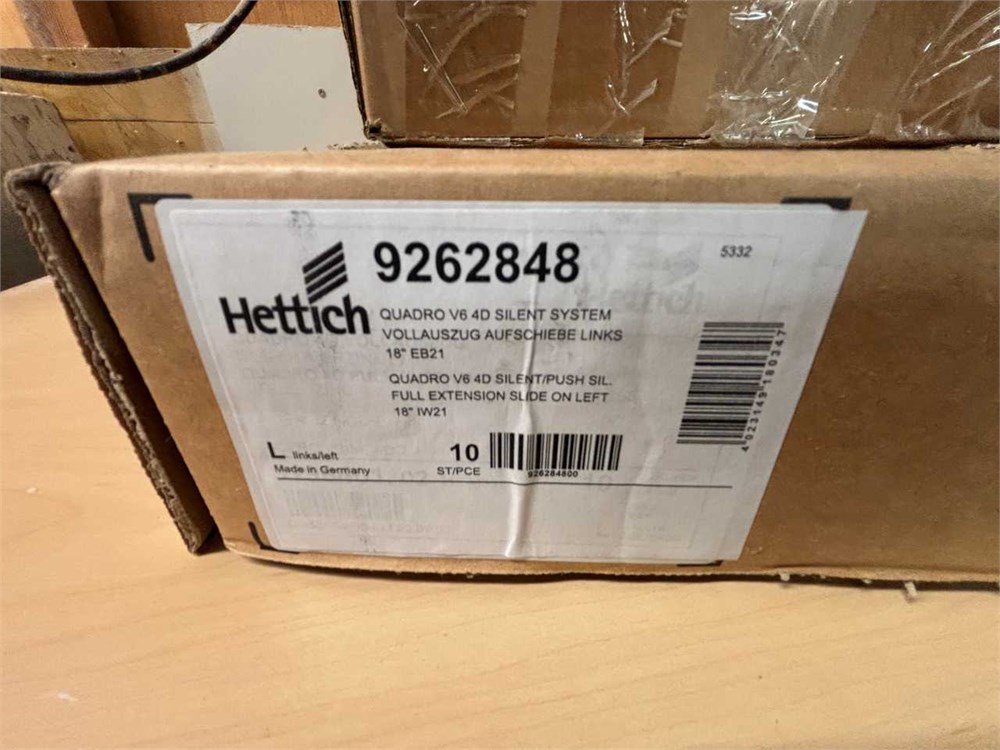 9262848
5332
Hettich
QUADRO V6 4D SILENT SYSTEM
VOLLAUSZUG AUFSCHIEBE LINKS
18" EB21
QUADRO V6 4D SILENT/PUSH SIL.
FULL EXTENSION SLIDE ON LEFT
18" IW21
L links/left
Made in Germany
10
ST/PCE
926284800
4023149180347